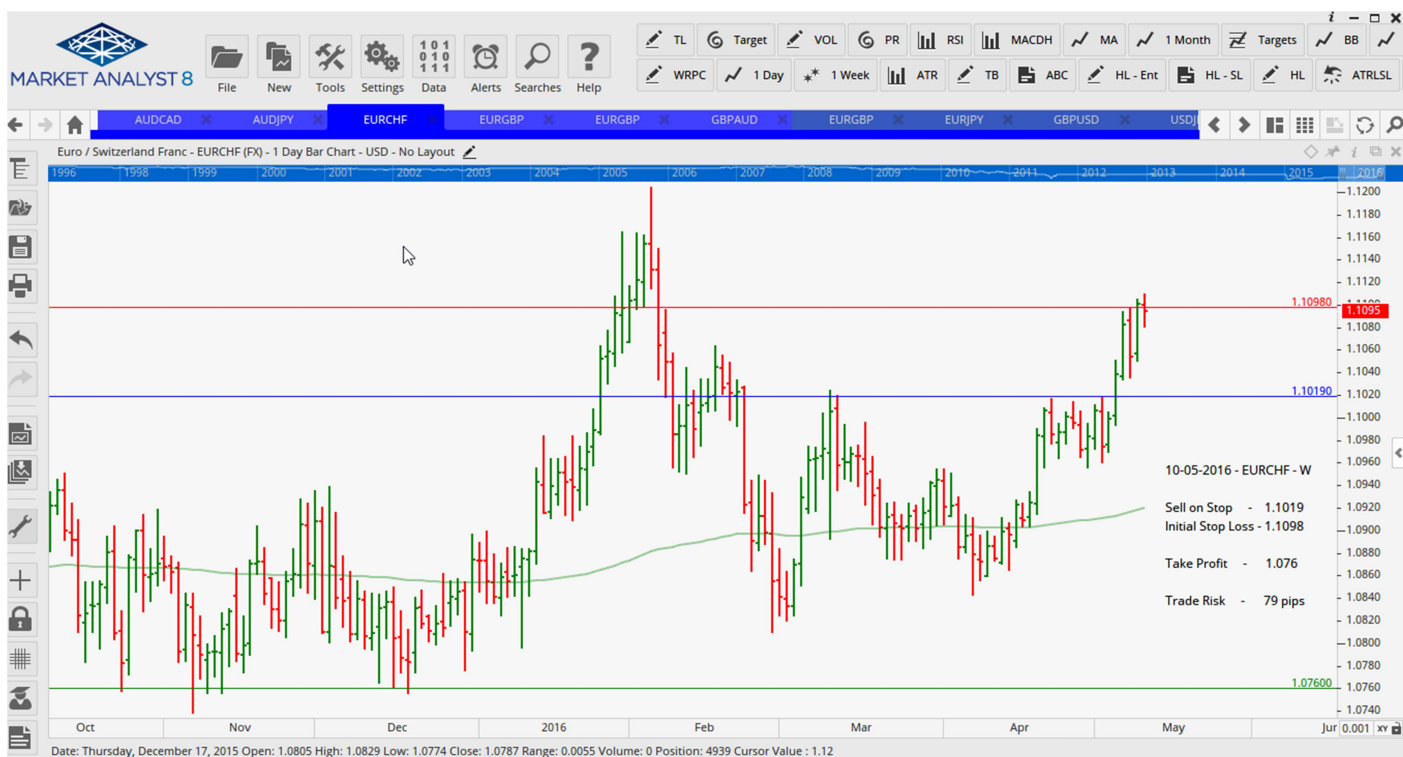 i
MARKET ANALYST 8
File New Tools Settings Data Alerts Searches Help
101
010
111
TL Target VOL PR RSI MACDH MA 1 Month Targets BB
WRPC 1 Day 1 Week ATR TB ABC HL - Ent HL - SL HL ATRLSL
AUDCAD AUDJPY EURCHF EURGBP EURGBP GBPAUD EURGBP EURJPY GBPUSD
Euro / Switzerland Franc - EURCHF (FX) - 1 Day Bar Chart - USD - No Layout
1996 1998 1999 2000 2001 2002 2003 2004 2005 2006 2007 2008 2009 2010 2011 2012 2013 2014 2015 2016
1.1200
1.1180
1.1160
1.1140
1.1120
1.10980
1.1095
1.1080
1.1060
1.1040
1.10190 1.1020
1.1000
1.0980
10-05-2016 - EURCHF - W 1.0960
1.0940
Sell on Stop - 1.1019 1.0920
Initial Stop Loss - 1.1098 1.0900
1.0880
Take Profit - 1.076 1.0860
1.0840
Trade Risk - 79 pips
1.0820
1.0800
1.0780
1.07600 1.0760
1.0740
Oct Nov Dec 2016 Feb Mar Apr May 0.001 XY
Date: Thursday, December 17, 2015 Open: 1.0805 High: 1.0829 Low: 1.0774 Close: 1.0787 Range: 0.0055 Volume: 0 Position: 4939 Cursor Value : 1.12